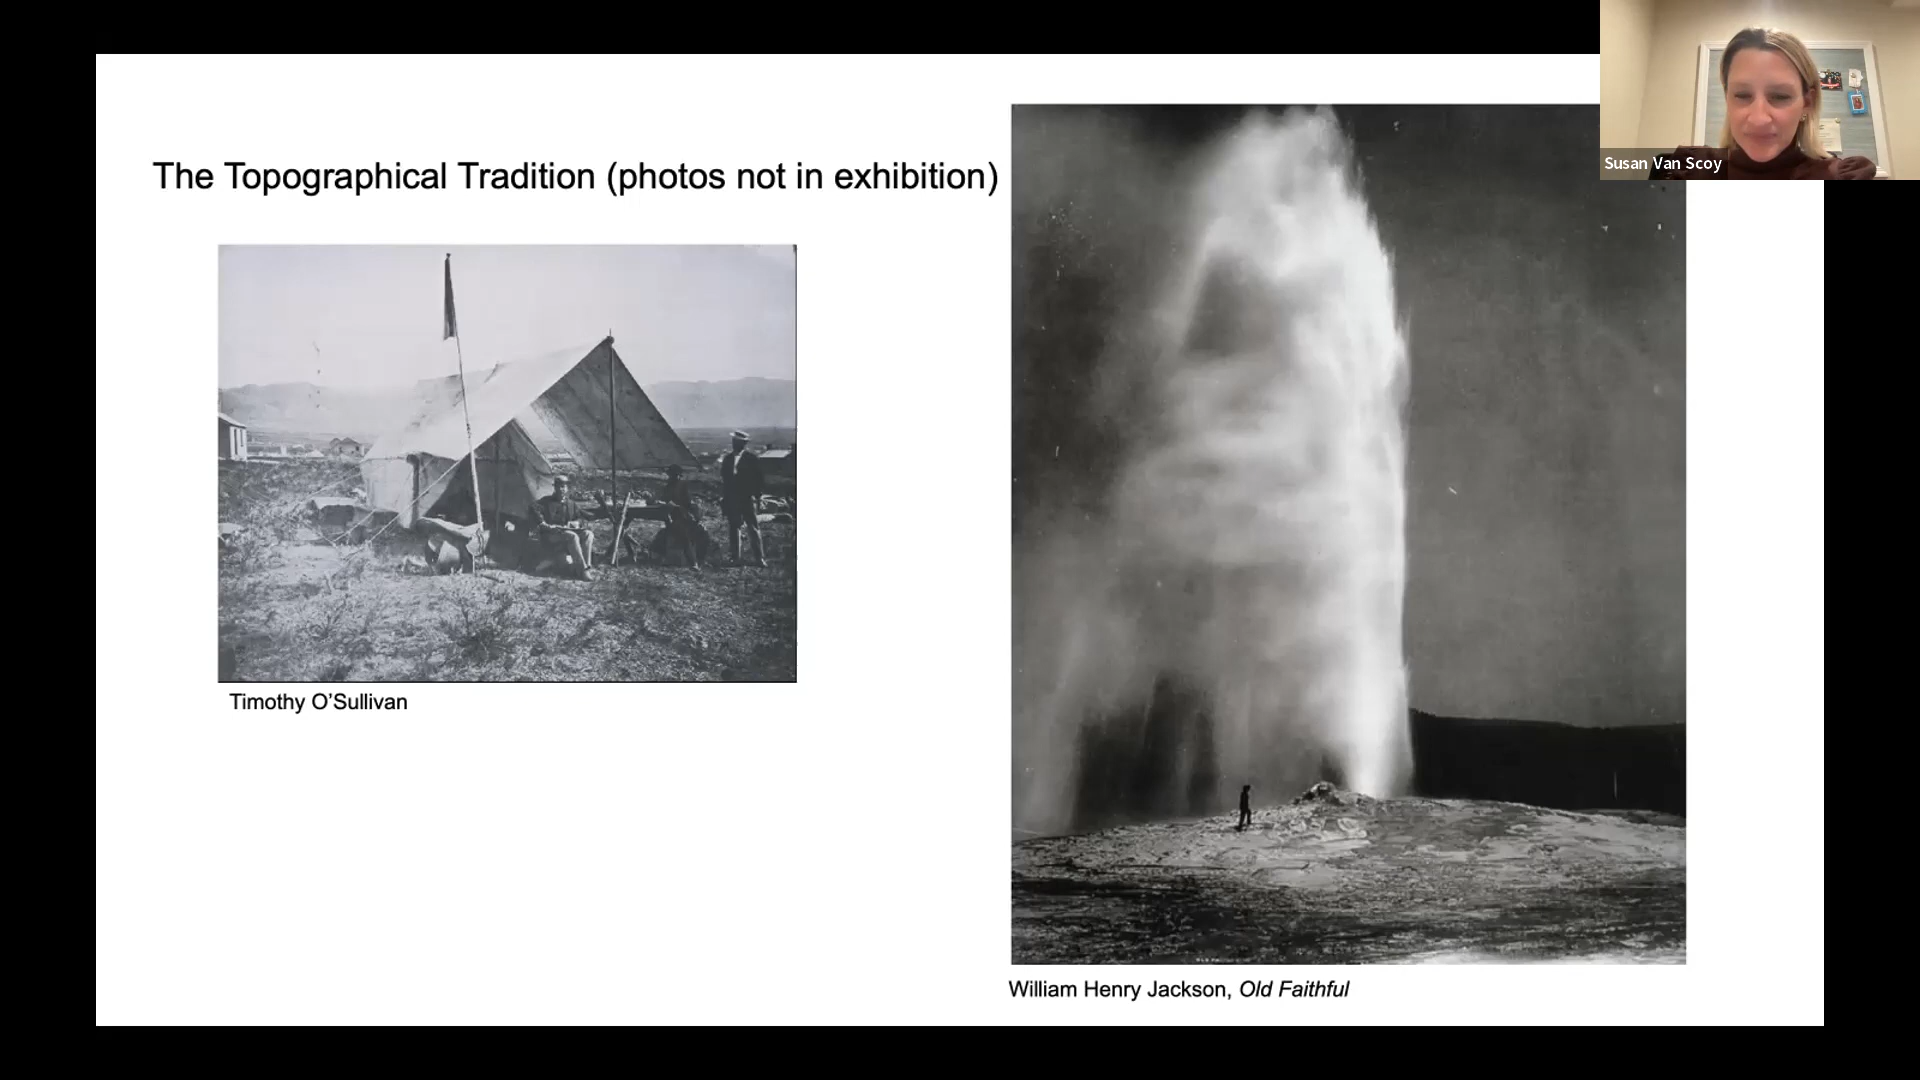 Susan Van Scoy
The Topographical Tradition (photos not in exhibition)
Timothy O’Sullivan
William Henry Jackson, Old Faithful